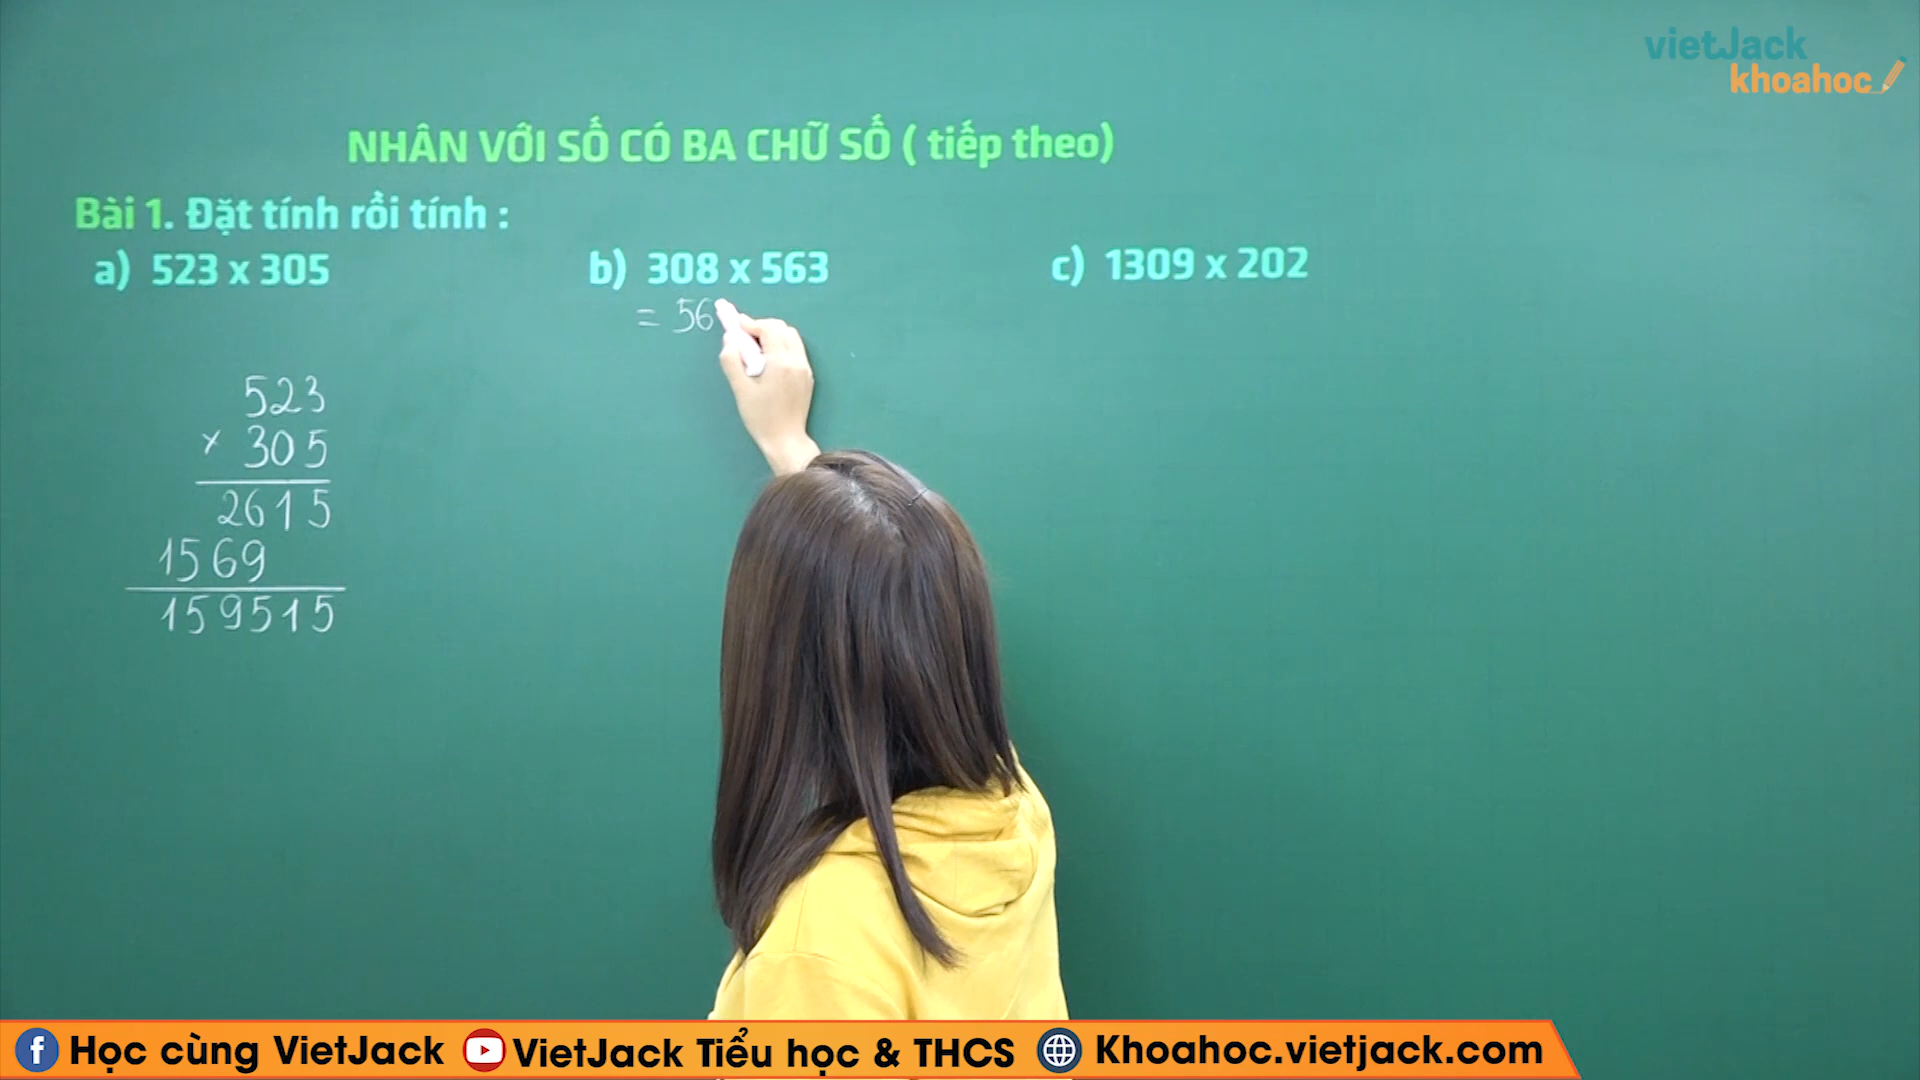 vietJack
khoahoc
NHÂN VỚI SỐ CÓ BA CHỮ SỐ ( tiếp theo)
Bài 1. Đặt tính rồi tính :
a) 523 x 305
b) 308 x 563
c) 1309 x 202
= 56
523
× 305
2615
1569
159515
Học cùng VietJack
VietJack Tiểu học & THCS
Khoahoc.vietjack.com